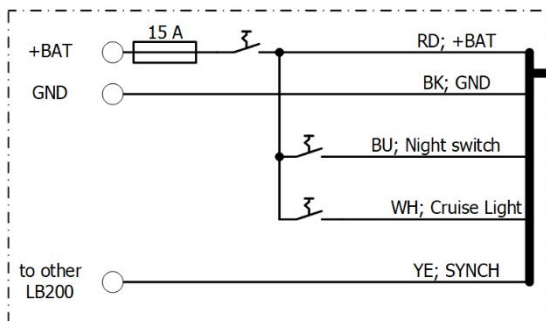 15 A
+BAT
RD; +BAT
GND
BK; GND
BU; Night switch
WH; Cruise Light
to other
LB200
YE; SYNCH